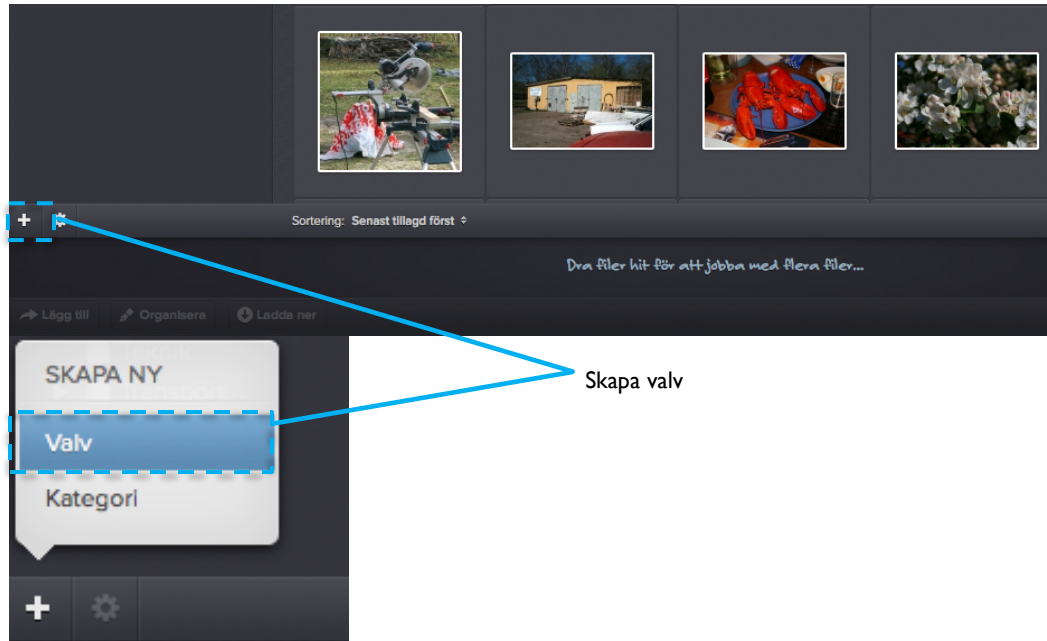 Sortering: Senast tillagd först
Dra filer hit för att jobba med flera filer...
Lägg till
Organisera
Ladda ner
SKAPA NY
Valv
Kategori
Skapa valv